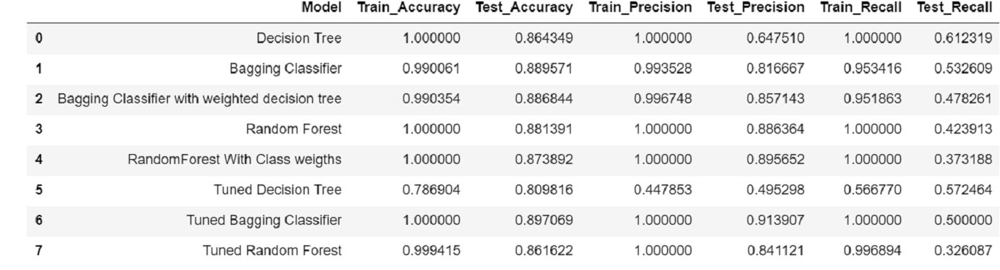 Model Train_Accuracy Test_Accuracy Train_Precision Test_Precision Train_Recall Test_Recall
0 Decision Tree 1.000000 0.864349 1.000000 0.647510 1.000000 0.612319
1 Bagging Classifier 0.990061 0.889571 0.993528 0.816667 0.953416 0.532609
2 Bagging Classifier with weighted decision tree 0.990354 0.886844 0.996748 0.857143 0.951863 0.478261
3 Random Forest 1.000000 0.881391 1.000000 0.886364 1.000000 0.423913
4 RandomForest With Class weigths 1.000000 0.873892 1.000000 0.895652 1.000000 0.373188
5 Tuned Decision Tree 0.786904 0.809816 0.447853 0.495298 0.566770 0.572464
6 Tuned Bagging Classifier 1.000000 0.897069 1.000000 0.913907 1.000000 0.500000
7 Tuned Random Forest 0.999415 0.861622 1.000000 0.841121 0.996894 0.326087